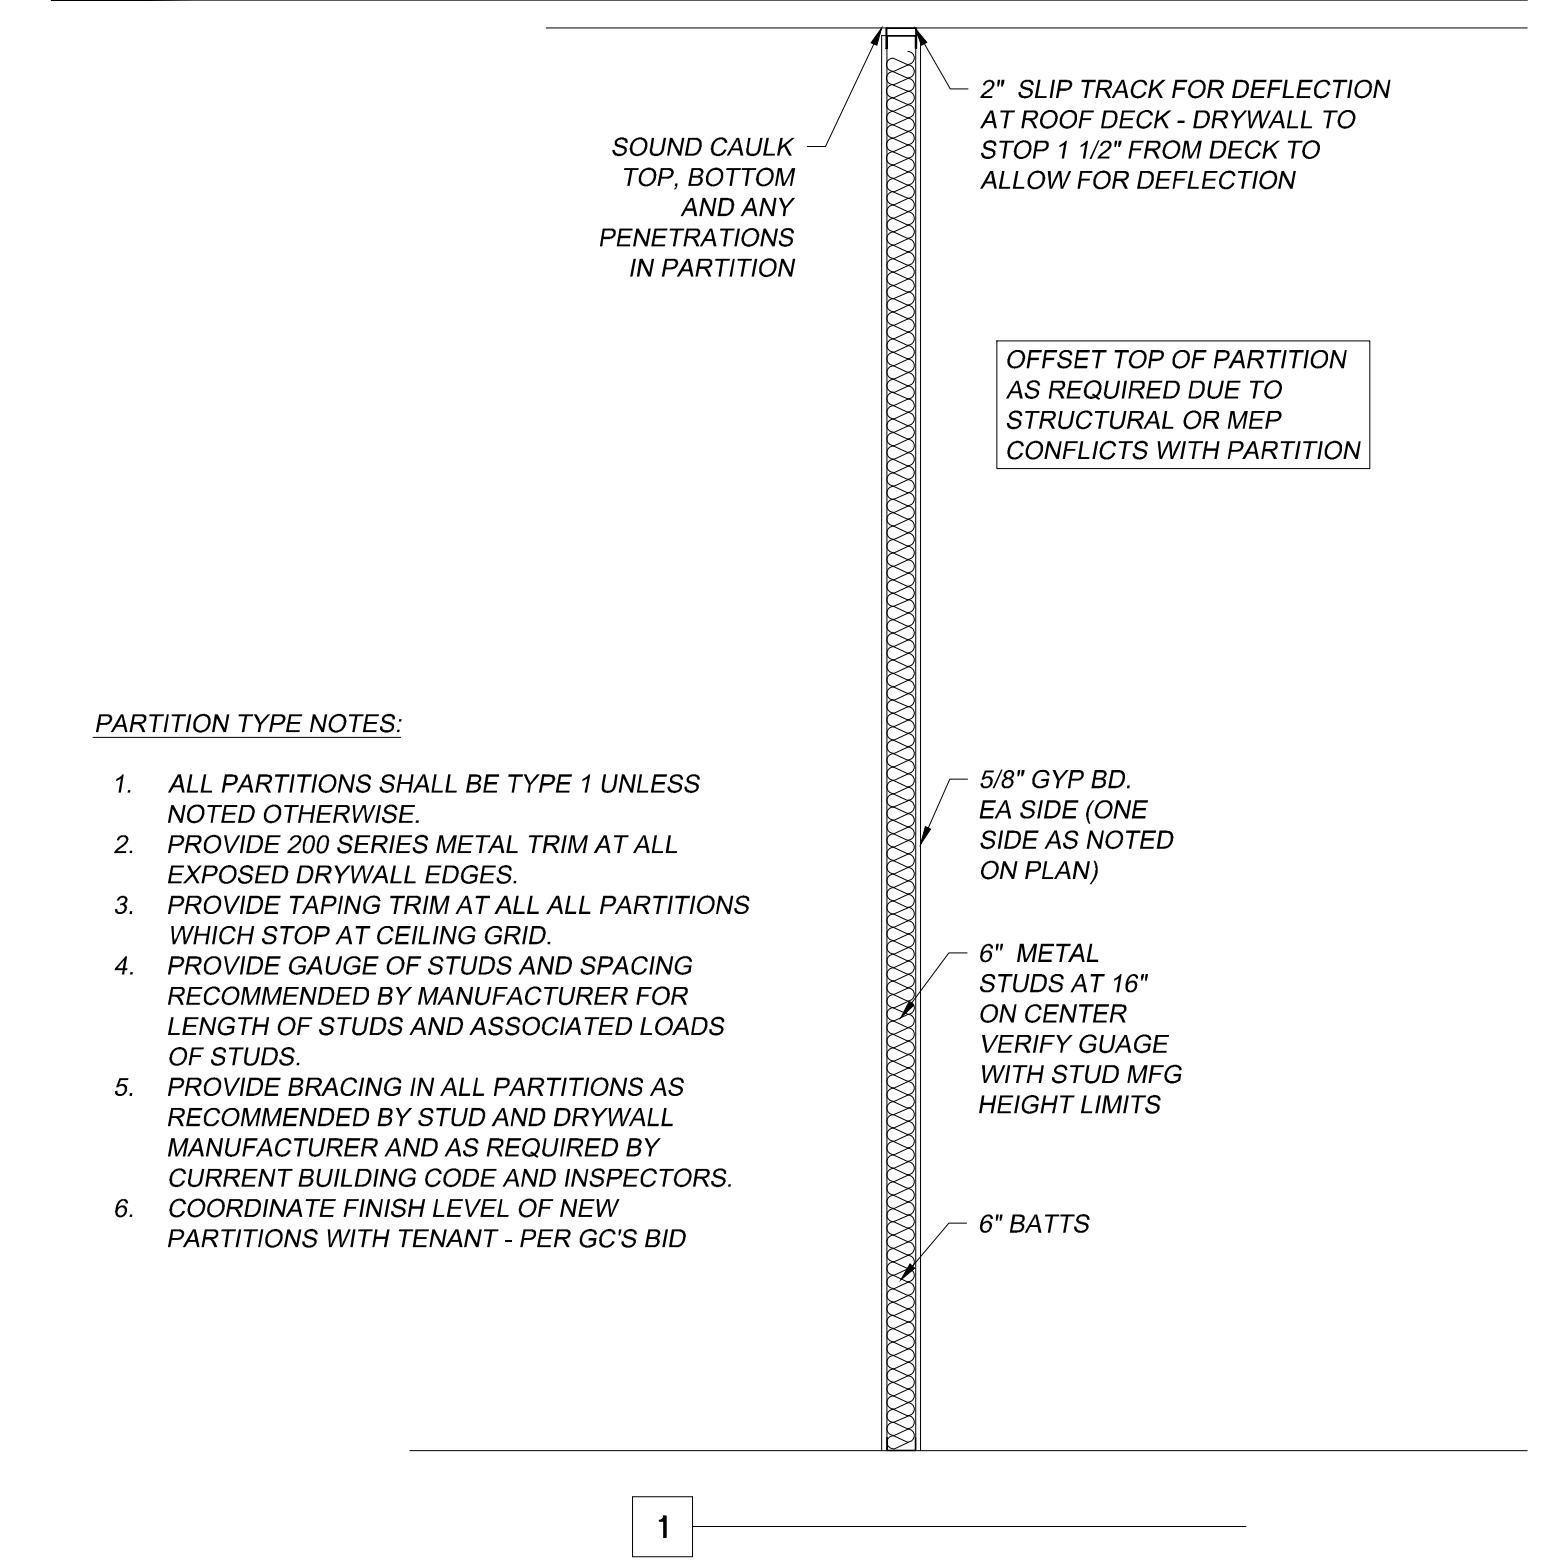 2" SLIP TRACK FOR DEFLECTION
AT ROOF DECK - DRYWALL TO
STOP 1 1/2" FROM DECK TO
ALLOW FOR DEFLECTION
SOUND CAULK
TOP, BOTTOM
AND ANY
PENETRATIONS
IN PARTITION
OFFSET TOP OF PARTITION
AS REQUIRED DUE TO
STRUCTURAL OR MEP
CONFLICTS WITH PARTITION
PARTITION TYPE NOTES:
1. ALL PARTITIONS SHALL BE TYPE 1 UNLESS
NOTED OTHERWISE.
2. PROVIDE 200 SERIES METAL TRIM AT ALL
EXPOSED DRYWALL EDGES.
3. PROVIDE TAPING TRIM AT ALL ALL PARTITIONS
WHICH STOP AT CEILING GRID.
4. PROVIDE GAUGE OF STUDS AND SPACING
RECOMMENDED BY MANUFACTURER FOR
LENGTH OF STUDS AND ASSOCIATED LOADS
OF STUDS.
5. PROVIDE BRACING IN ALL PARTITIONS AS
RECOMMENDED BY STUD AND DRYWALL
MANUFACTURER AND AS REQUIRED BY
CURRENT BUILDING CODE AND INSPECTORS.
6. COORDINATE FINISH LEVEL OF NEW
PARTITIONS WITH TENANT - PER GC'S BID
5/8" GYP BD.
EA SIDE (ONE
SIDE AS NOTED
ON PLAN)
6" METAL
STUDS AT 16"
ON CENTER
VERIFY GUAGE
WITH STUD MFG
HEIGHT LIMITS
6" BATTS
1